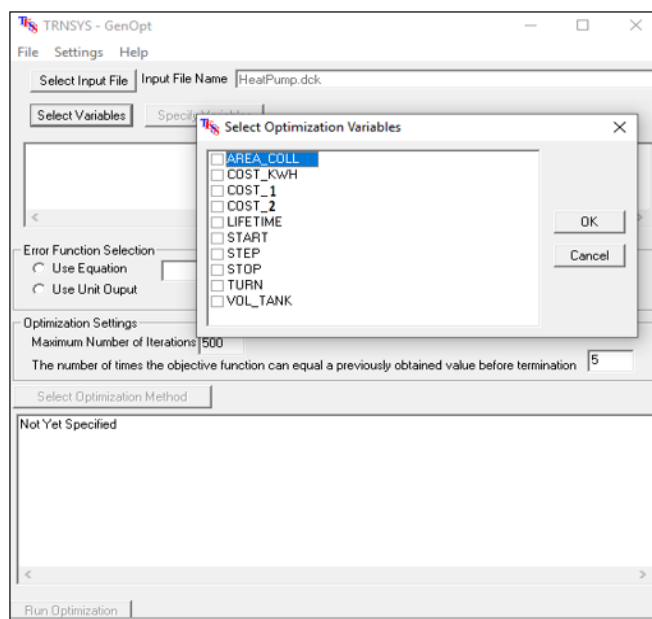 TRNSYS - GenOpt
File Settings Help
Select Input File Input File Name HeatPump.dck
Select Variables Specify Variables
Select Optimization Variables
AREA_COLL
COST_KWH
COST_1
COST_2
LIFETIME
START
STEP
STOP
TURN
VOL_TANK
OK
Cancel
Error Function Selection
Use Equation
Use Unit Ouput
Optimization Settings
Maximum Number of Iterations 500
The number of times the objective function can equal a previously obtained value before termination 5
Select Optimization Method
Not Yet Specified
Run Optimization